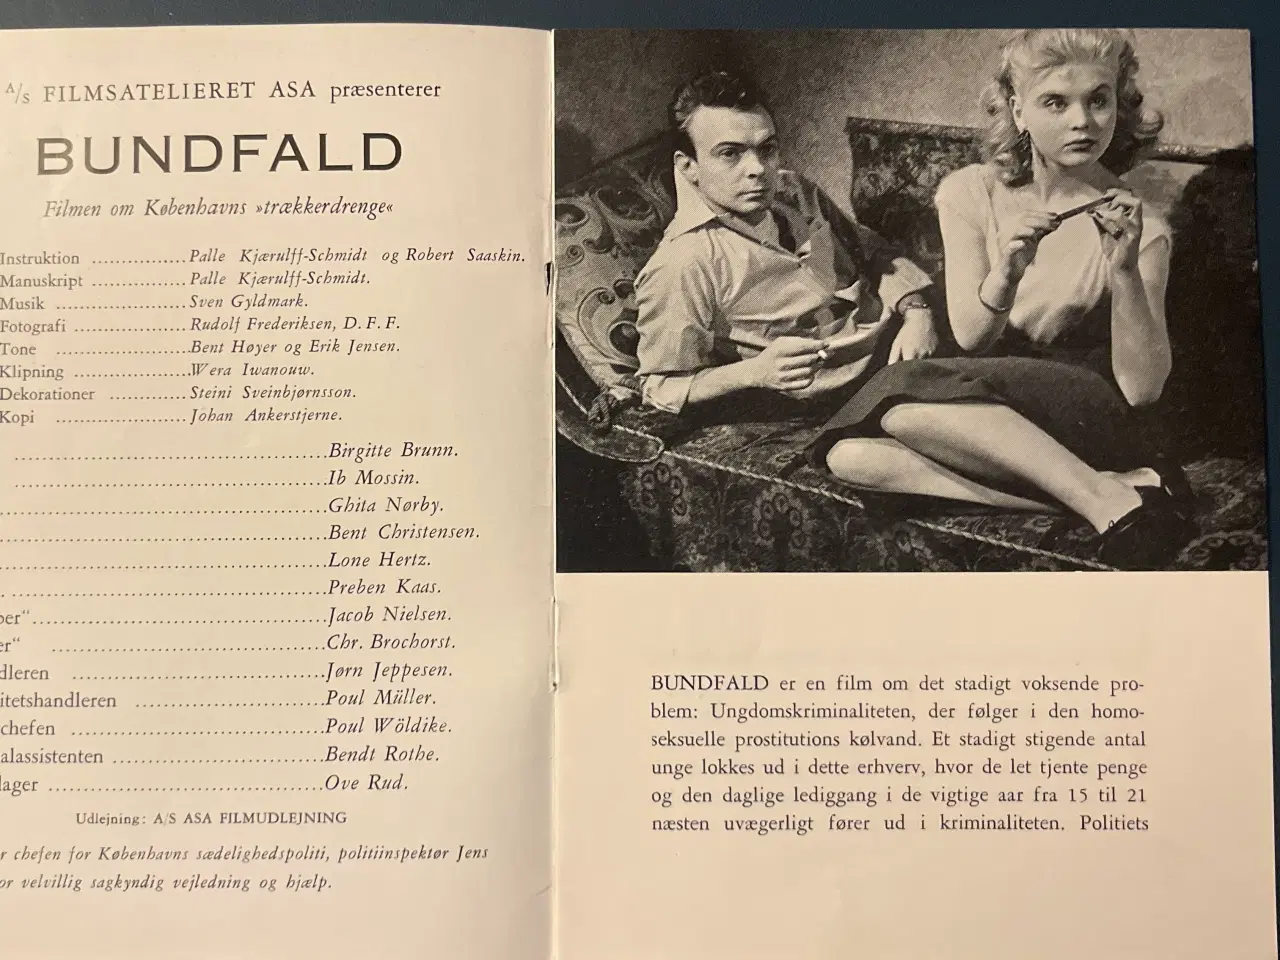 A/s FILMSATELIERET ASA præsenterer
BUNDFALD
Filmen om Københavns »trækkerdrenge«
Instruktion ................Palle Kjærulff-Schmidt og Robert Saaskin.
Manuskript ................Palle Kjærulff-Schmidt.
Musik ......................Sven Gyldmark.
Fotografi ...................Rudolf Frederiksen, D. F. F.
Tone .......................Bent Høyer og Erik Jensen.
Klipning ....................Wera Iwanouw.
Dekorationer .............Steini Sveinbjørnsson.
Kopi ......................Johan Ankerstjerne.
Birgitte Brunn.
Ib Mossin.
Ghita Nørby.
Bent Christensen.
Lone Hertz.
Preben Kaas.
per“ Jacob Nielsen.
er“ Chr. Brochorst.
dleren Jørn Jeppesen.
itetshandleren Poul Müller.
chefen Poul Wöldike.
alassistenten Bendt Rothe.
lager Ove Rud.
Udlejning: A/S ASA FILMUDLEJNING
r chefen for Københavns sædelighedspoliti, politiinspektør Jens
or velvillig sagkyndig vejledning og hjælp.
BUNDFALD er en film om det stadigt voksende pro-
blem: Ungdomskriminaliteten, der følger i den homo-
seksuelle prostitutions kølvand. Et stadigt stigende antal
unge lokkes ud i dette erhverv, hvor de let tjente penge
og den daglige lediggang i de vigtige aar fra 15 til 21
næsten uvægerligt fører ud i kriminaliteten. Politiets